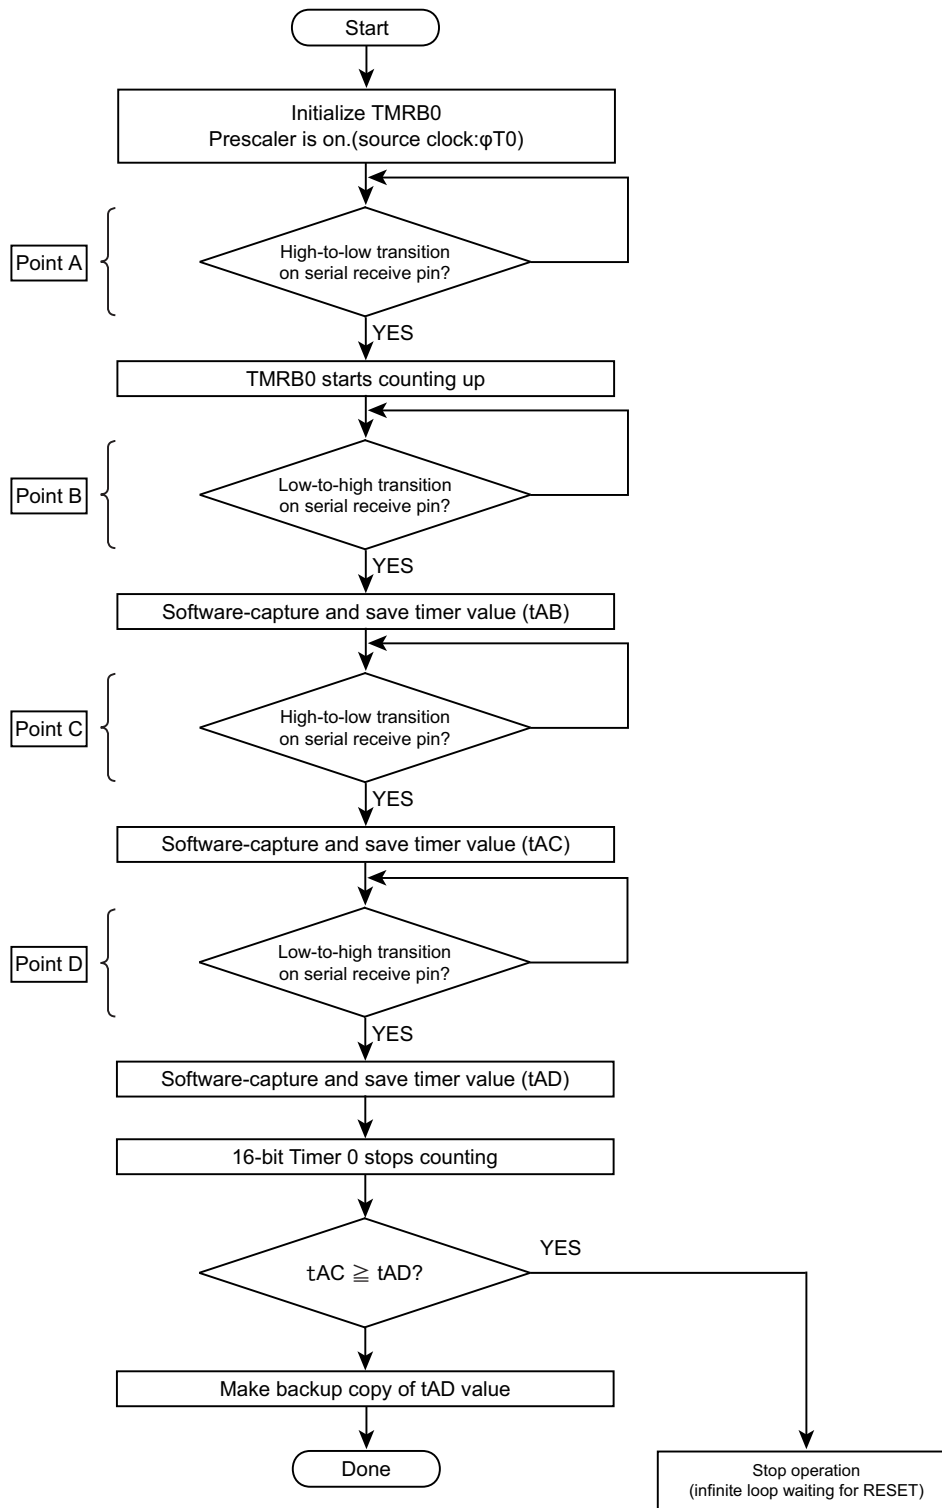 Start
Initialize TMRB0
Prescaler is on.(source clock:φT0)
Point A
High-to-low transition
on serial receive pin?
YES
TMRB0 starts counting up
Point B
Low-to-high transition
on serial receive pin?
YES
Software-capture and save timer value (tAB)
Point C
High-to-low transition
on serial receive pin?
YES
Software-capture and save timer value (tAC)
Point D
Low-to-high transition
on serial receive pin?
YES
Software-capture and save timer value (tAD)
16-bit Timer 0 stops counting
tAC ≧ tAD?
YES
Make backup copy of tAD value
Done
Stop operation
(infinite loop waiting for RESET)